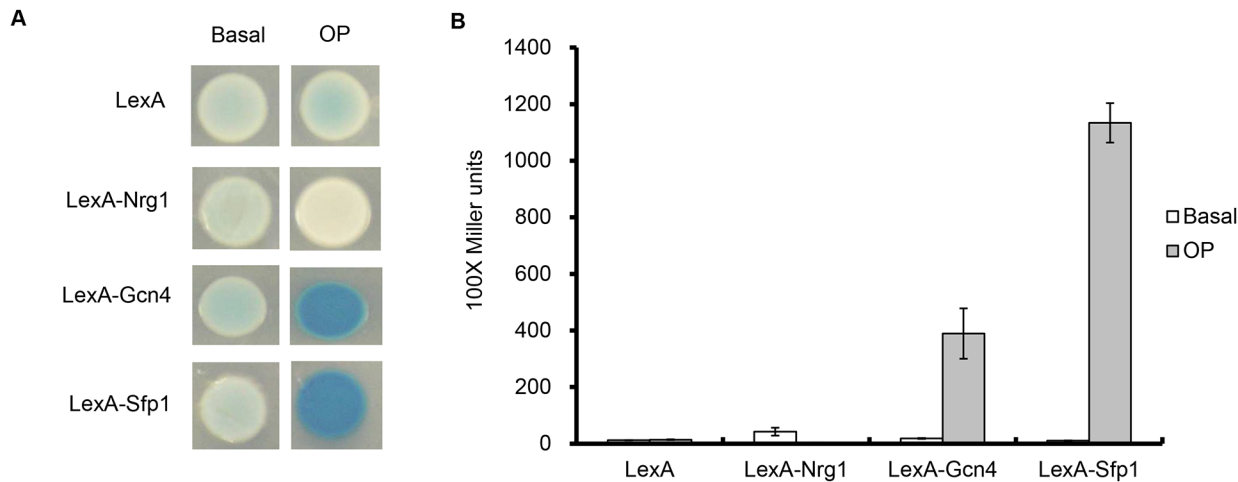 A
Basal OP
LexA
LexA-Nrg1
LexA-Gcn4
LexA-Sfp1
B
100X Miller units
1400
1200
1000
800
600
400
200
0
LexA LexA-Nrg1 LexA-Gcn4 LexA-Sfp1
Basal
OP